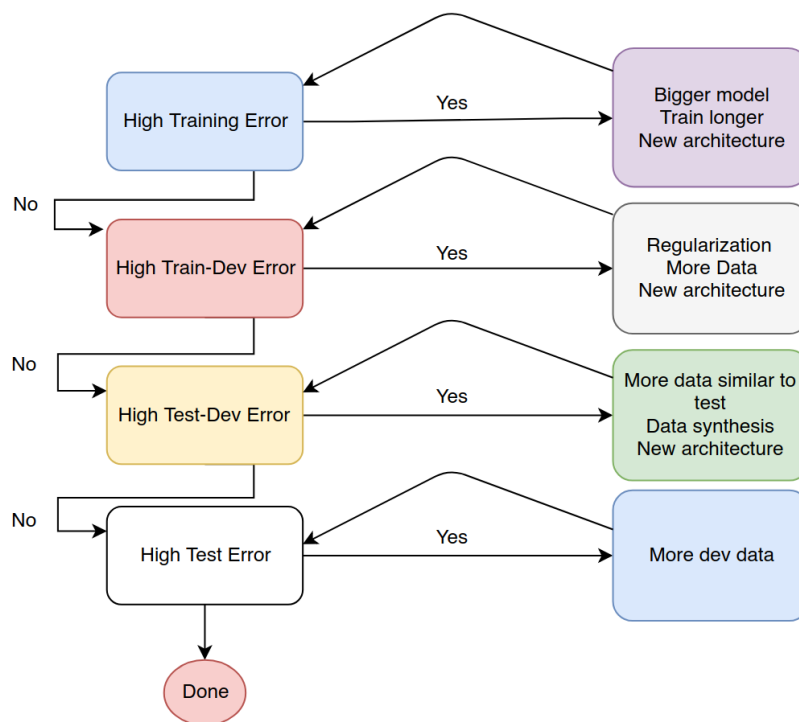 High Training Error
Yes
Bigger model
Train longer
New architecture
No
High Train-Dev Error
Yes
Regularization
More Data
New architecture
No
High Test-Dev Error
Yes
More data similar to
test
Data synthesis
New architecture
No
High Test Error
Yes
More dev data
Done